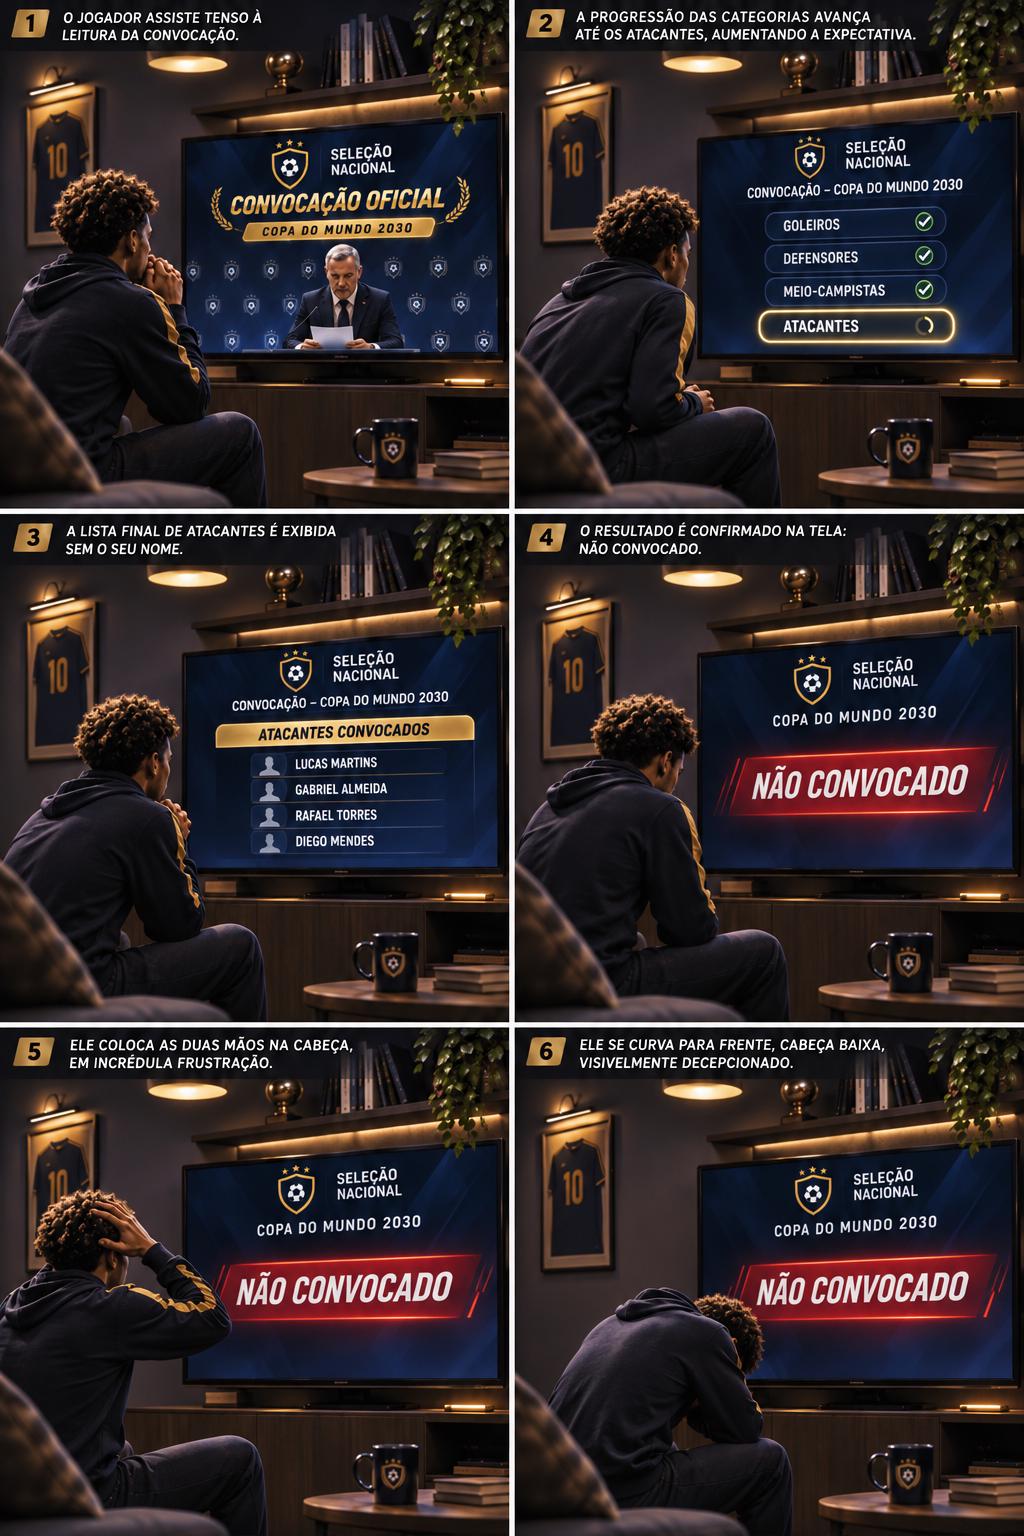 1
O JOGADOR ASSISTE TENSO À
LEITURA DA CONVOCAÇÃO.
10
SELEÇÃO
NACIONAL
CONVOCAÇÃO OFICIAL
COPA DO MUNDO 2030
2
A PROGRESSÃO DAS CATEGORIAS AVANÇA
ATÉ OS ATACANTES, AUMENTANDO A EXPECTATIVA.
10
SELEÇÃO
NACIONAL
CONVOCAÇÃO – COPA DO MUNDO 2030
GOLEIROS
DEFENSORES
MEIO-CAMPISTAS
ATACANTES
3
A LISTA FINAL DE ATACANTES É EXIBIDA
SEM O SEU NOME.
10
SELEÇÃO
NACIONAL
CONVOCAÇÃO – COPA DO MUNDO 2030
ATACANTES CONVOCADOS
LUCAS MARTINS
GABRIEL ALMEIDA
RAFAEL TORRES
DIEGO MENDES
4
O RESULTADO É CONFIRMADO NA TELA:
NÃO CONVOCADO.
10
SELEÇÃO
NACIONAL
COPA DO MUNDO 2030
NÃO CONVOCADO
5
ELE COLOCA AS DUAS MÃOS NA CABEÇA,
EM INCRÉDULA FRUSTRAÇÃO.
10
SELEÇÃO
NACIONAL
COPA DO MUNDO 2030
NÃO CONVOCADO
6
ELE SE CURVA PARA FRENTE, CABEÇA BAIXA,
VISIVELMENTE DECEPCIONADO.
10
SELEÇÃO
NACIONAL
COPA DO MUNDO 2030
NÃO CONVOCADO